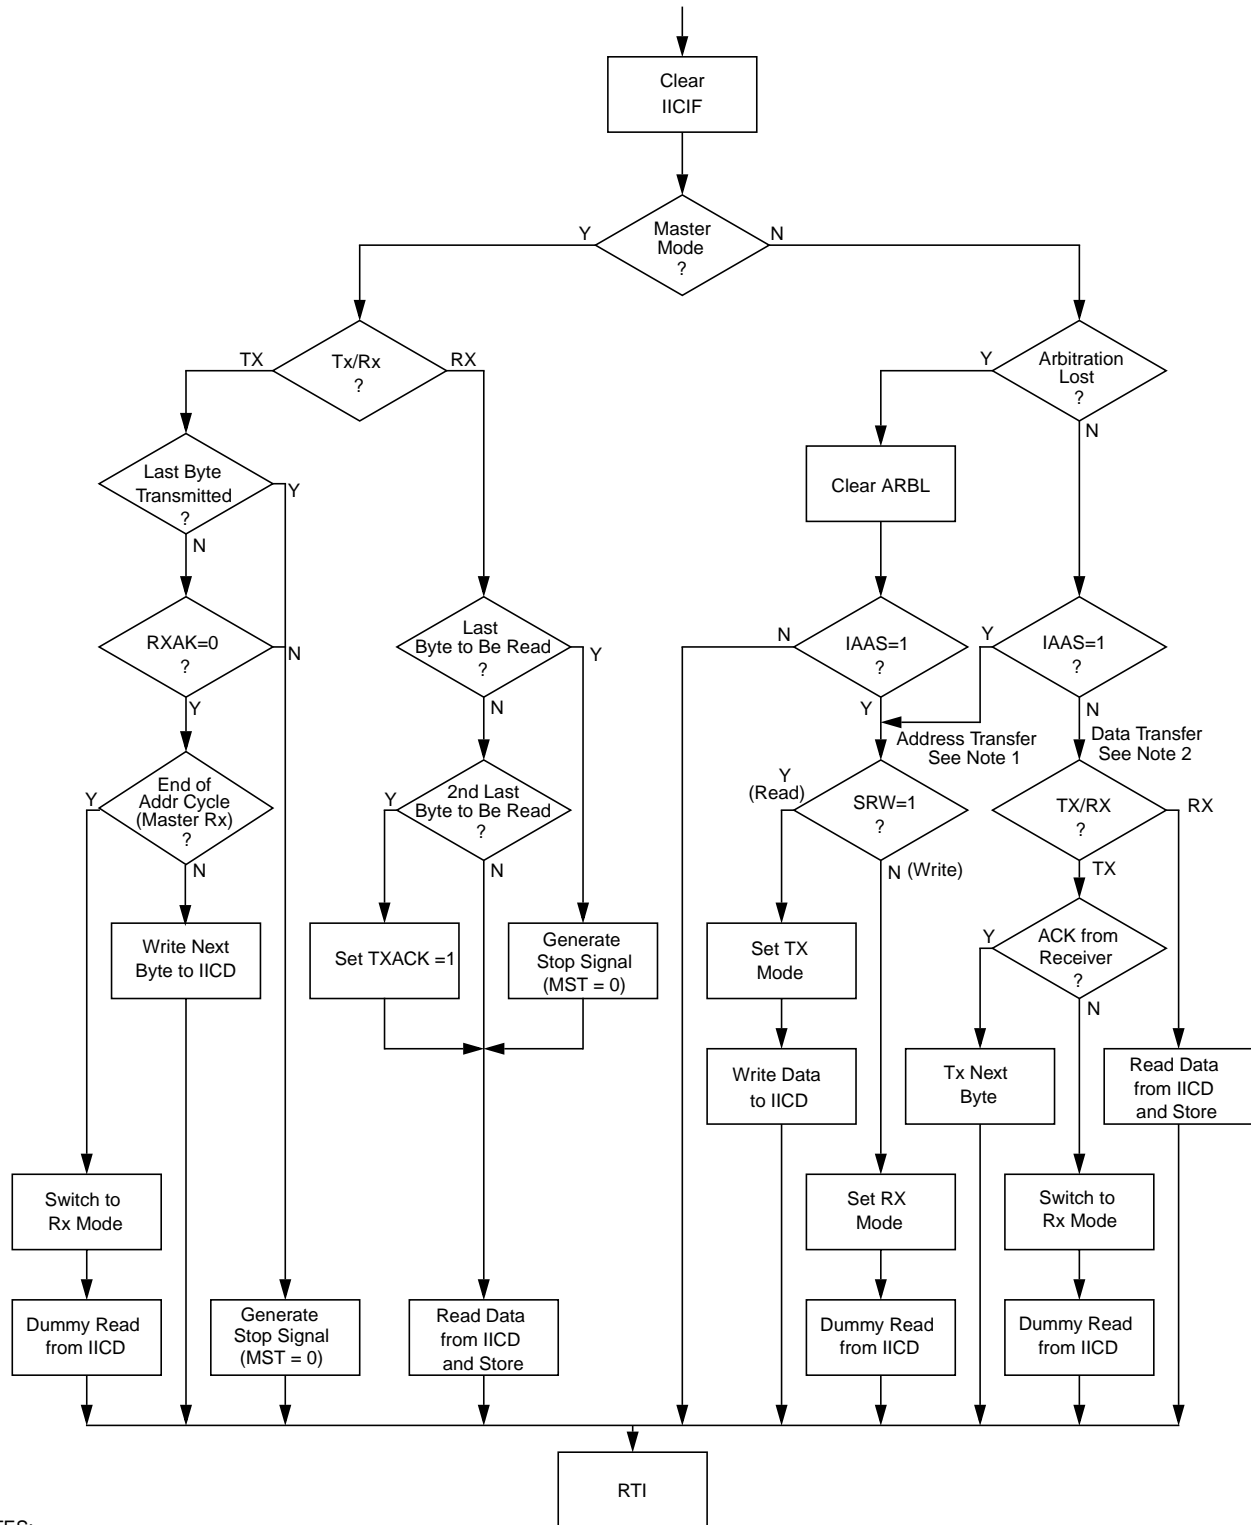 Clear
IICIF
Master
Mode
?
Y
N
Tx/Rx
?
TX
RX
Arbitration
Lost
?
Y
N
Last Byte
Transmitted
?
Y
N
Clear ARBL
RXAK=0
?
N
Y
Last
Byte to Be Read
?
Y
N
IAAS=1
?
N
Y
IAAS=1
?
Y
N
Address Transfer
See Note 1
Data Transfer
See Note 2
End of
Addr Cycle
(Master Rx)
?
Y
N
2nd Last
Byte to Be Read
?
Y
N
Y
(Read)
SRW=1
?
N (Write)
TX/RX
?
RX
TX
Write Next
Byte to IICD
Set TXACK =1
Generate
Stop Signal
(MST = 0)
Set TX
Mode
ACK from
Receiver
?
Y
N
Write Data
to IICD
Tx Next
Byte
Read Data
from IICD
and Store
Switch to
Rx Mode
Set RX
Mode
Switch to
Rx Mode
Dummy Read
from IICD
Generate
Stop Signal
(MST = 0)
Read Data
from IICD
and Store
Dummy Read
from IICD
Dummy Read
from IICD
RTI